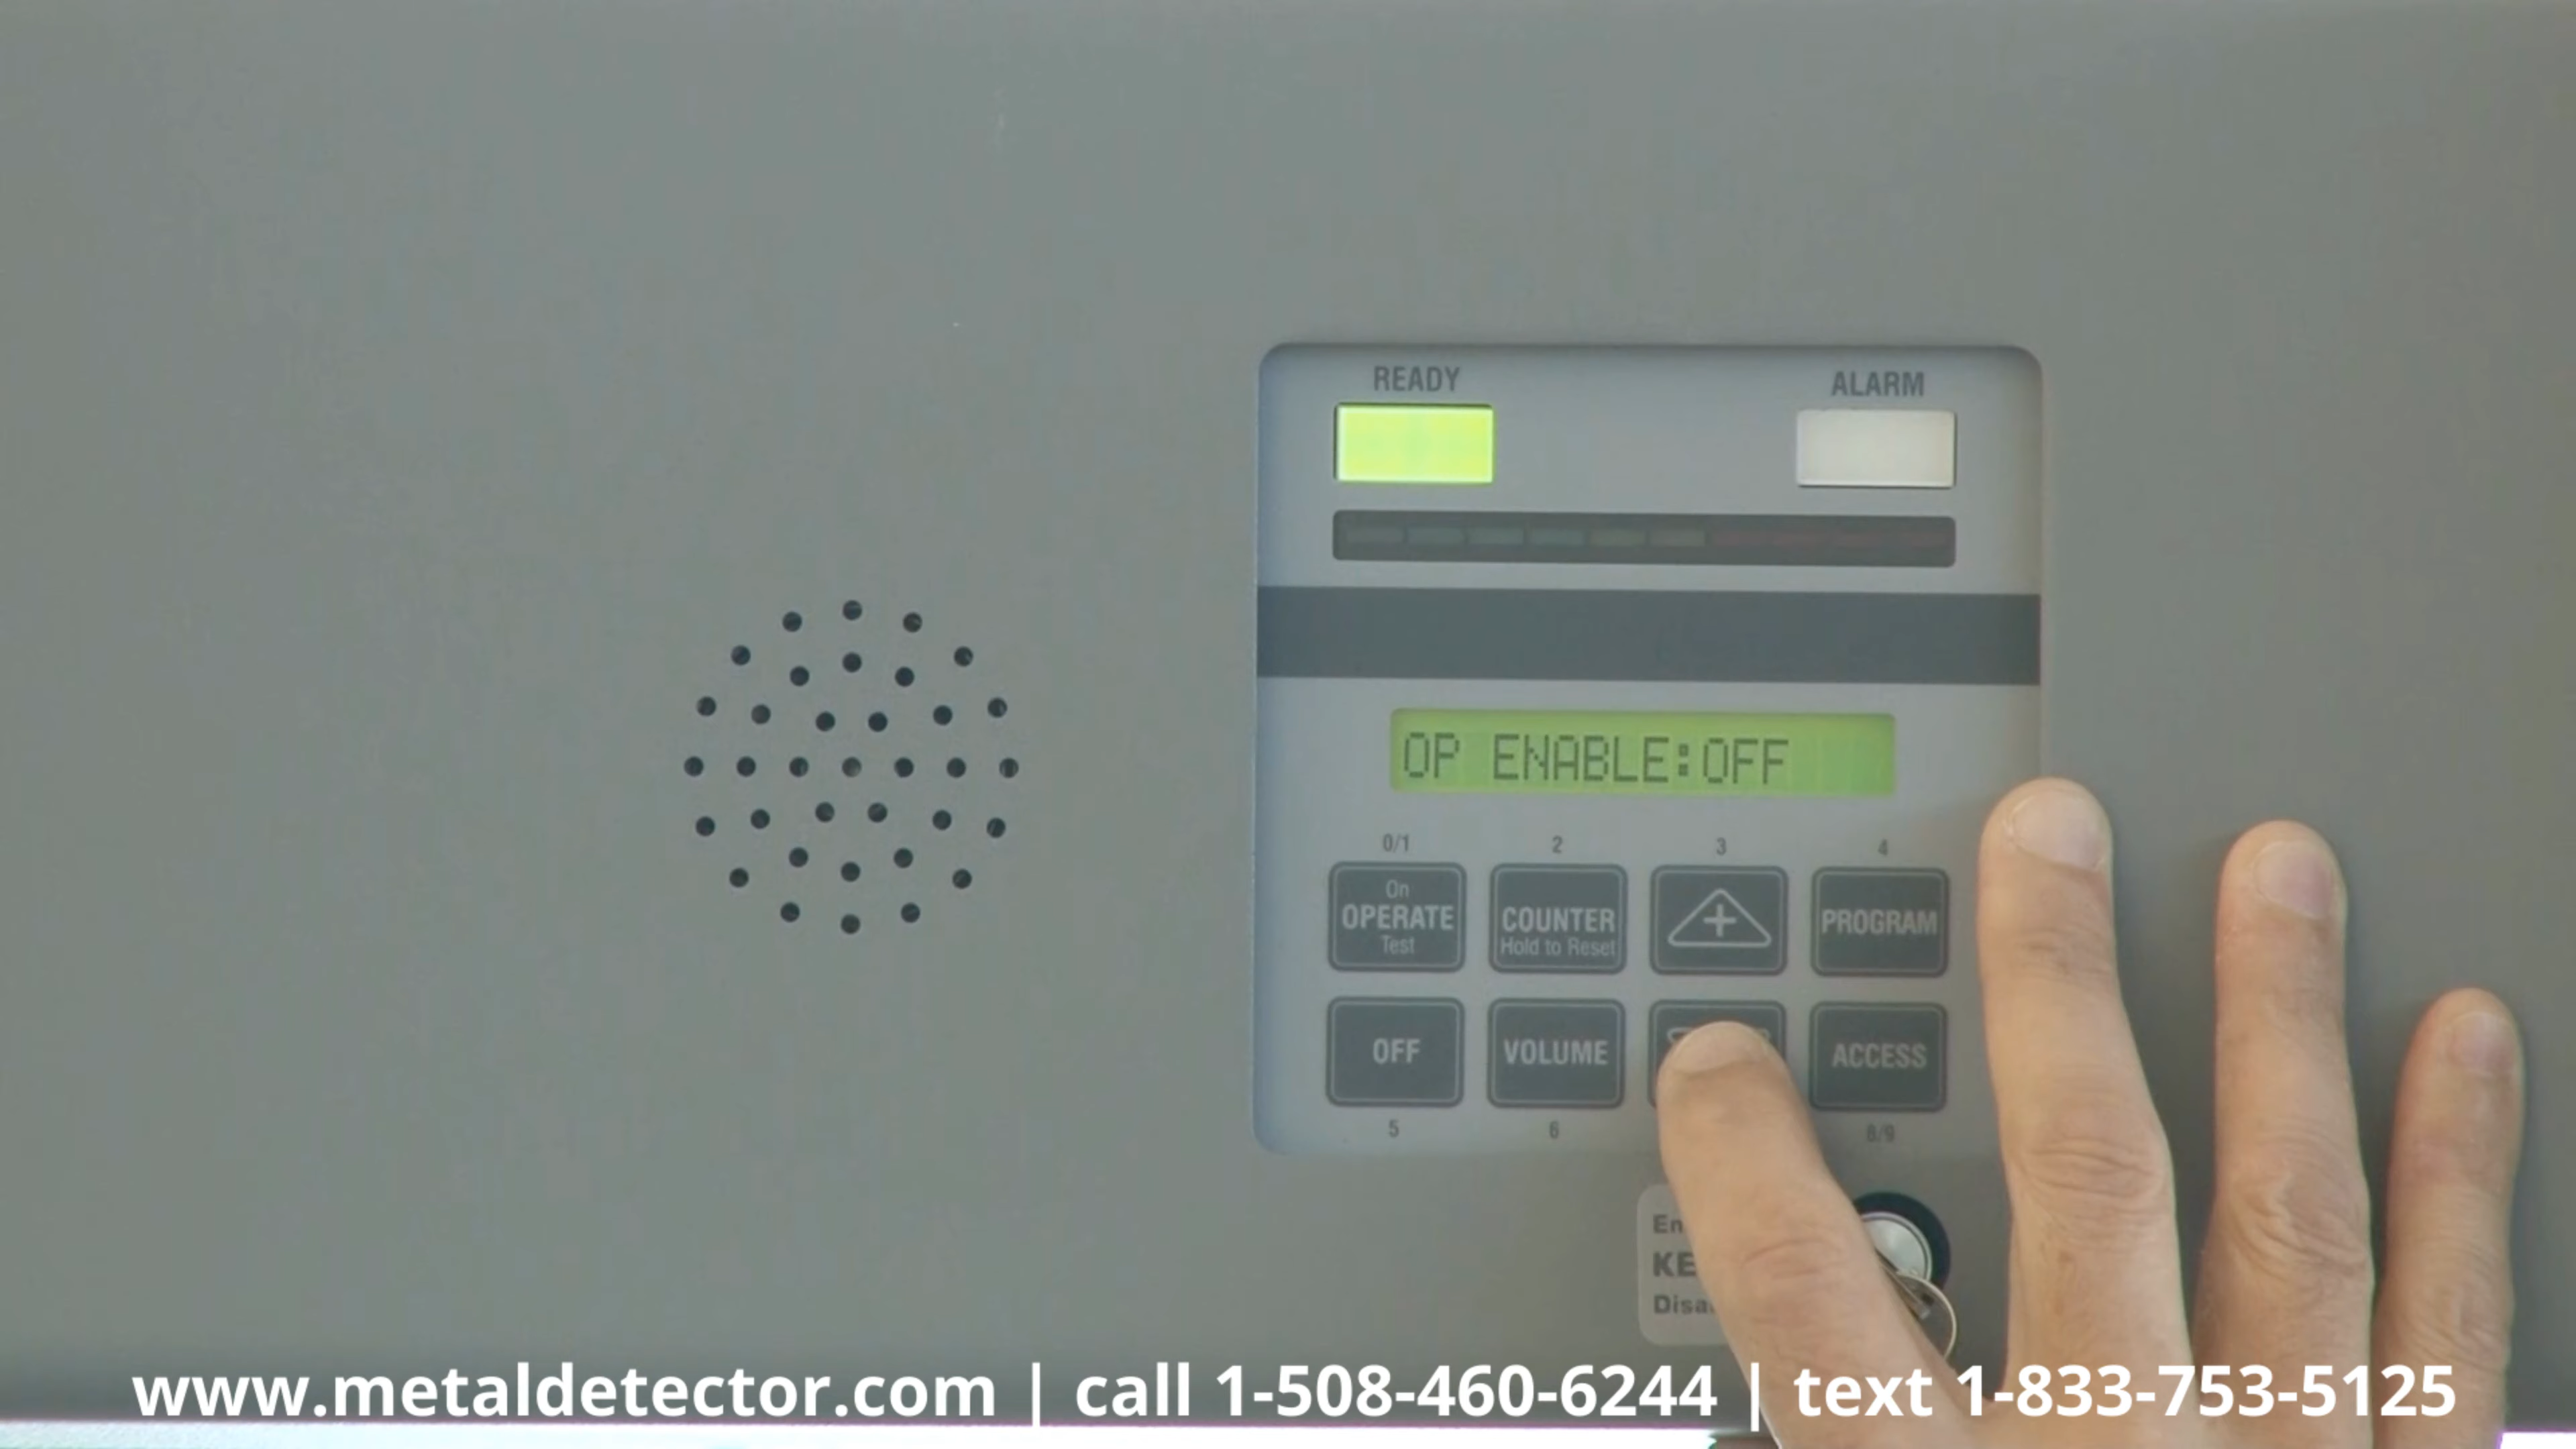 READY
ALARM
OP ENABLE:OFF
0/1
2
3
4
On
OPERATE
Test
COUNTER
Hold to Reset
+
PROGRAM
OFF
VOLUME
ACCESS
5
6
8/9
www.metaldetector.com | call 1-508-460-6244 | text 1-833-753-5125